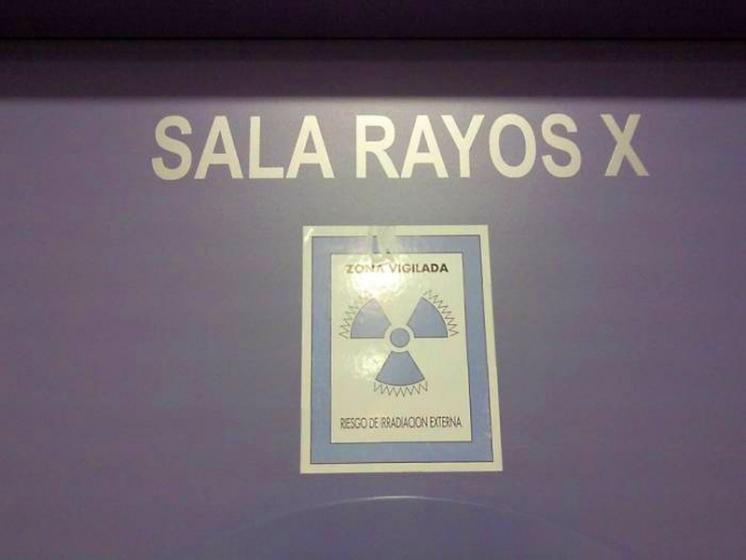 SALA RAYOS X
ZONA VIGILADA
RIESGO DE IRRADIACION EXTERNA